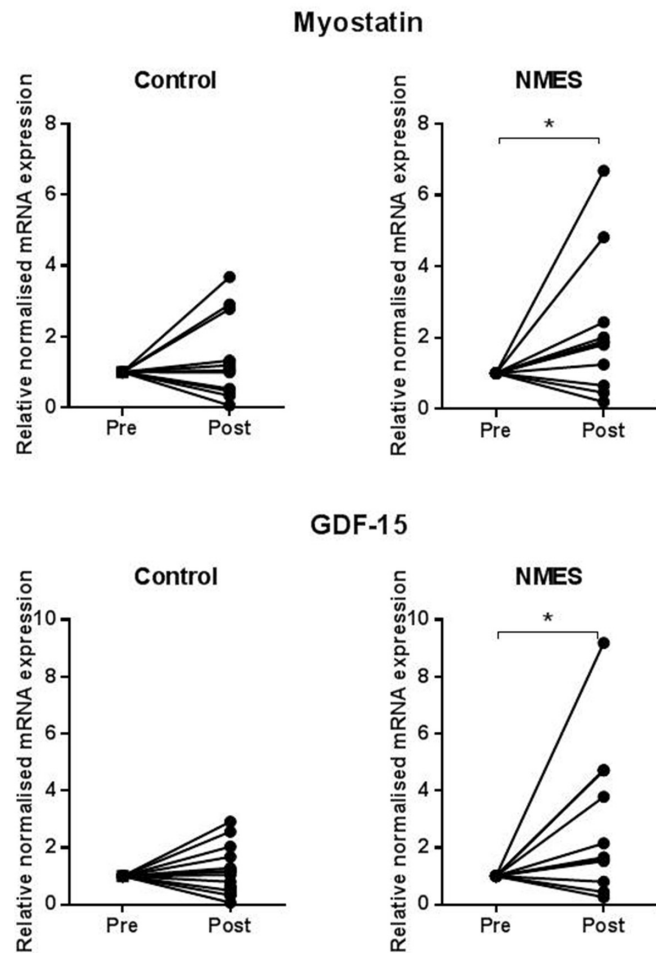 Myostatin
Control
NMES
Relative normalised mRNA expression
8
6
4
2
0
Pre
Post
Relative normalised mRNA expression
8
6
4
2
0
*
Pre
Post
GDF-15
Control
NMES
Relative normalised mRNA expression
10
8
6
4
2
0
Pre
Post
Relative normalised mRNA expression
10
8
6
4
2
0
*
Pre
Post